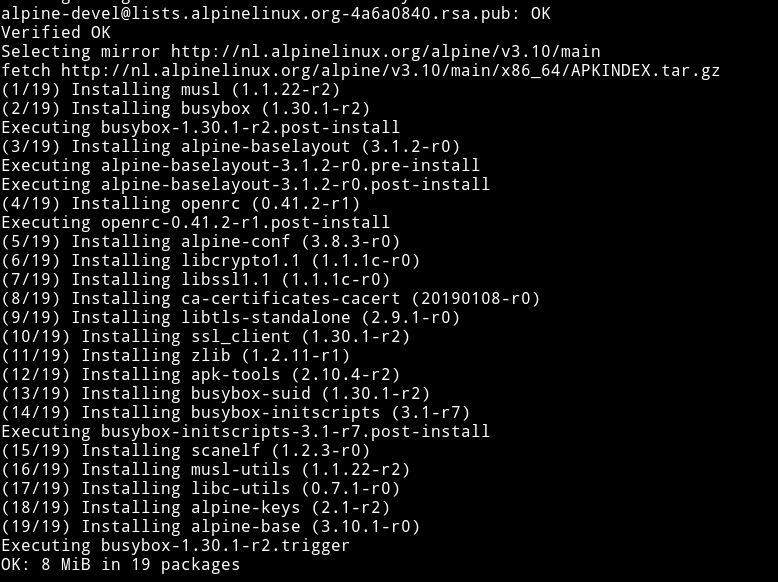 alpine-devel@lists.alpinelinux.org-4a6a0840.rsa.pub: OK
Verified OK
Selecting mirror http://nl.alpinelinux.org/alpine/v3.10/main
fetch http://nl.alpinelinux.org/alpine/v3.10/main/x86_64/APKINDEX.tar.gz
(1/19) Installing musl (1.1.22-r2)
(2/19) Installing busybox (1.30.1-r2)
Executing busybox-1.30.1-r2.post-install
(3/19) Installing alpine-baselayout (3.1.2-r0)
Executing alpine-baselayout-3.1.2-r0.pre-install
Executing alpine-baselayout-3.1.2-r0.post-install
(4/19) Installing openrc (0.41.2-r1)
Executing openrc-0.41.2-r1.post-install
(5/19) Installing alpine-conf (3.8.3-r0)
(6/19) Installing libcrypto1.1 (1.1.1c-r0)
(7/19) Installing libssl1.1 (1.1.1c-r0)
(8/19) Installing ca-certificates-cacert (20190108-r0)
(9/19) Installing libtls-standalone (2.9.1-r0)
(10/19) Installing ssl_client (1.30.1-r2)
(11/19) Installing zlib (1.2.11-r1)
(12/19) Installing apk-tools (2.10.4-r2)
(13/19) Installing busybox-suid (1.30.1-r2)
(14/19) Installing busybox-initscripts (3.1-r7)
Executing busybox-initscripts-3.1-r7.post-install
(15/19) Installing scanelf (1.2.3-r0)
(16/19) Installing musl-utils (1.1.22-r2)
(17/19) Installing libc-utils (0.7.1-r0)
(18/19) Installing alpine-keys (2.1-r2)
(19/19) Installing alpine-base (3.10.1-r0)
Executing busybox-1.30.1-r2.trigger
OK: 8 MiB in 19 packages